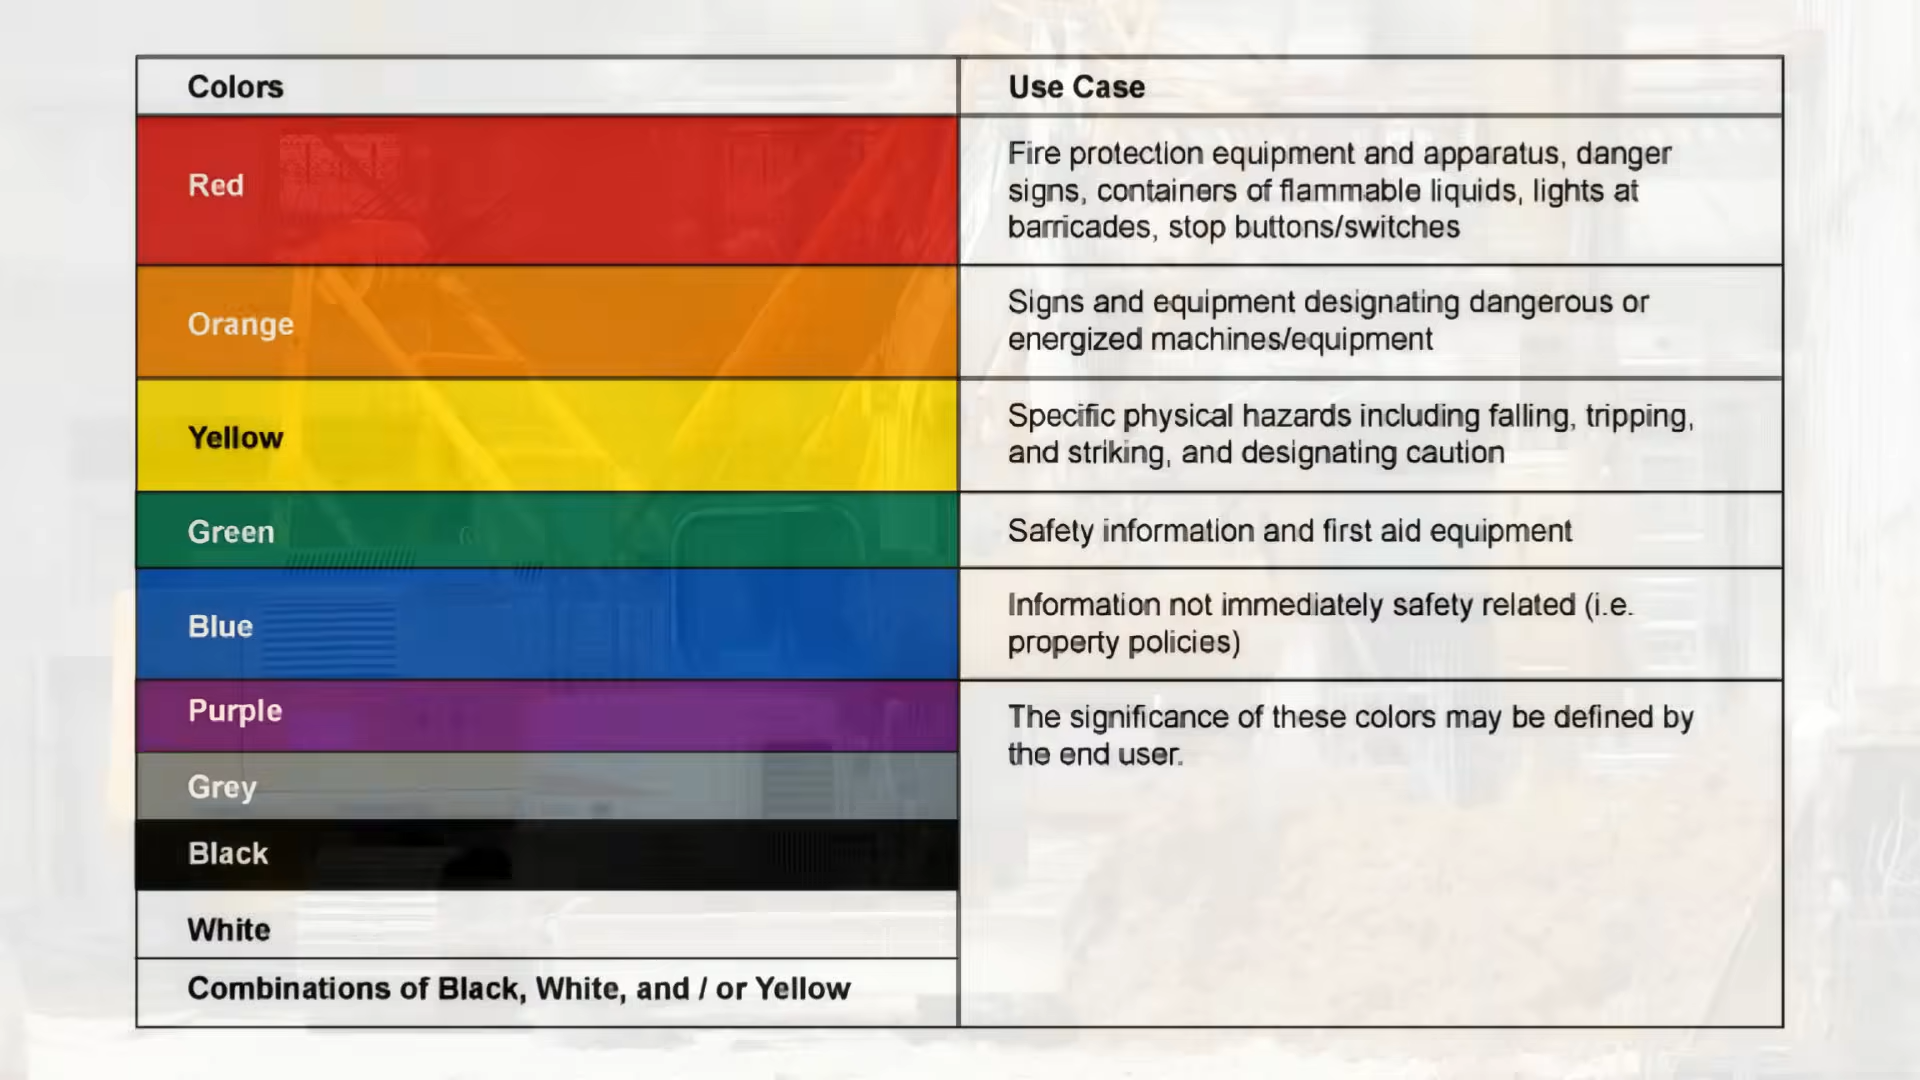 Colors
Use Case
Red
Fire protection equipment and apparatus, danger
signs, containers of flammable liquids, lights at
barricades, stop buttons/switches
Orange
Signs and equipment designating dangerous or
energized machines/equipment
Yellow
Specific physical hazards including falling, tripping,
and striking, and designating caution
Green
Safety information and first aid equipment
Blue
Information not immediately safety related (i.e.
property policies)
Purple
The significance of these colors may be defined by
the end user.
Grey
Black
White
Combinations of Black, White, and / or Yellow